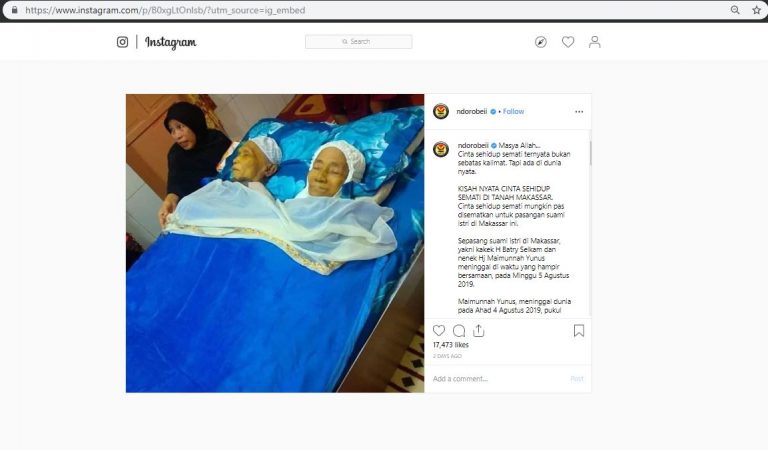 https://www.instagram.com/p/B0xgLtOnlsb/?utm_source=ig_embed
Instagram
Search
ndorobeii • Follow
ndorobeii Masya Allah...
Cinta sehidup semati ternyata bukan
sebatas kalimat. Tapi ada di dunia
nyata.
KISAH NYATA CINTA SEHIDUP
SEMATI DI TANAH MAKASSAR.
Cinta sehidup semati mungkin pas
disematkan untuk pasangan suami
istri di Makassar ini.
Sepasang suami istri di Makassar,
yakni kakek H Batry Selkam dan
nenek Hj Maimunnah Yunus
meninggal di waktu yang hampir
bersamaan, pada Minggu 5 Agustus
2019.
Maimunnah Yunus, meninggal dunia
pada Ahad 4 Agustus 2019, pukul
17,473 likes
2 DAYS AGO
Add a comment...
Post